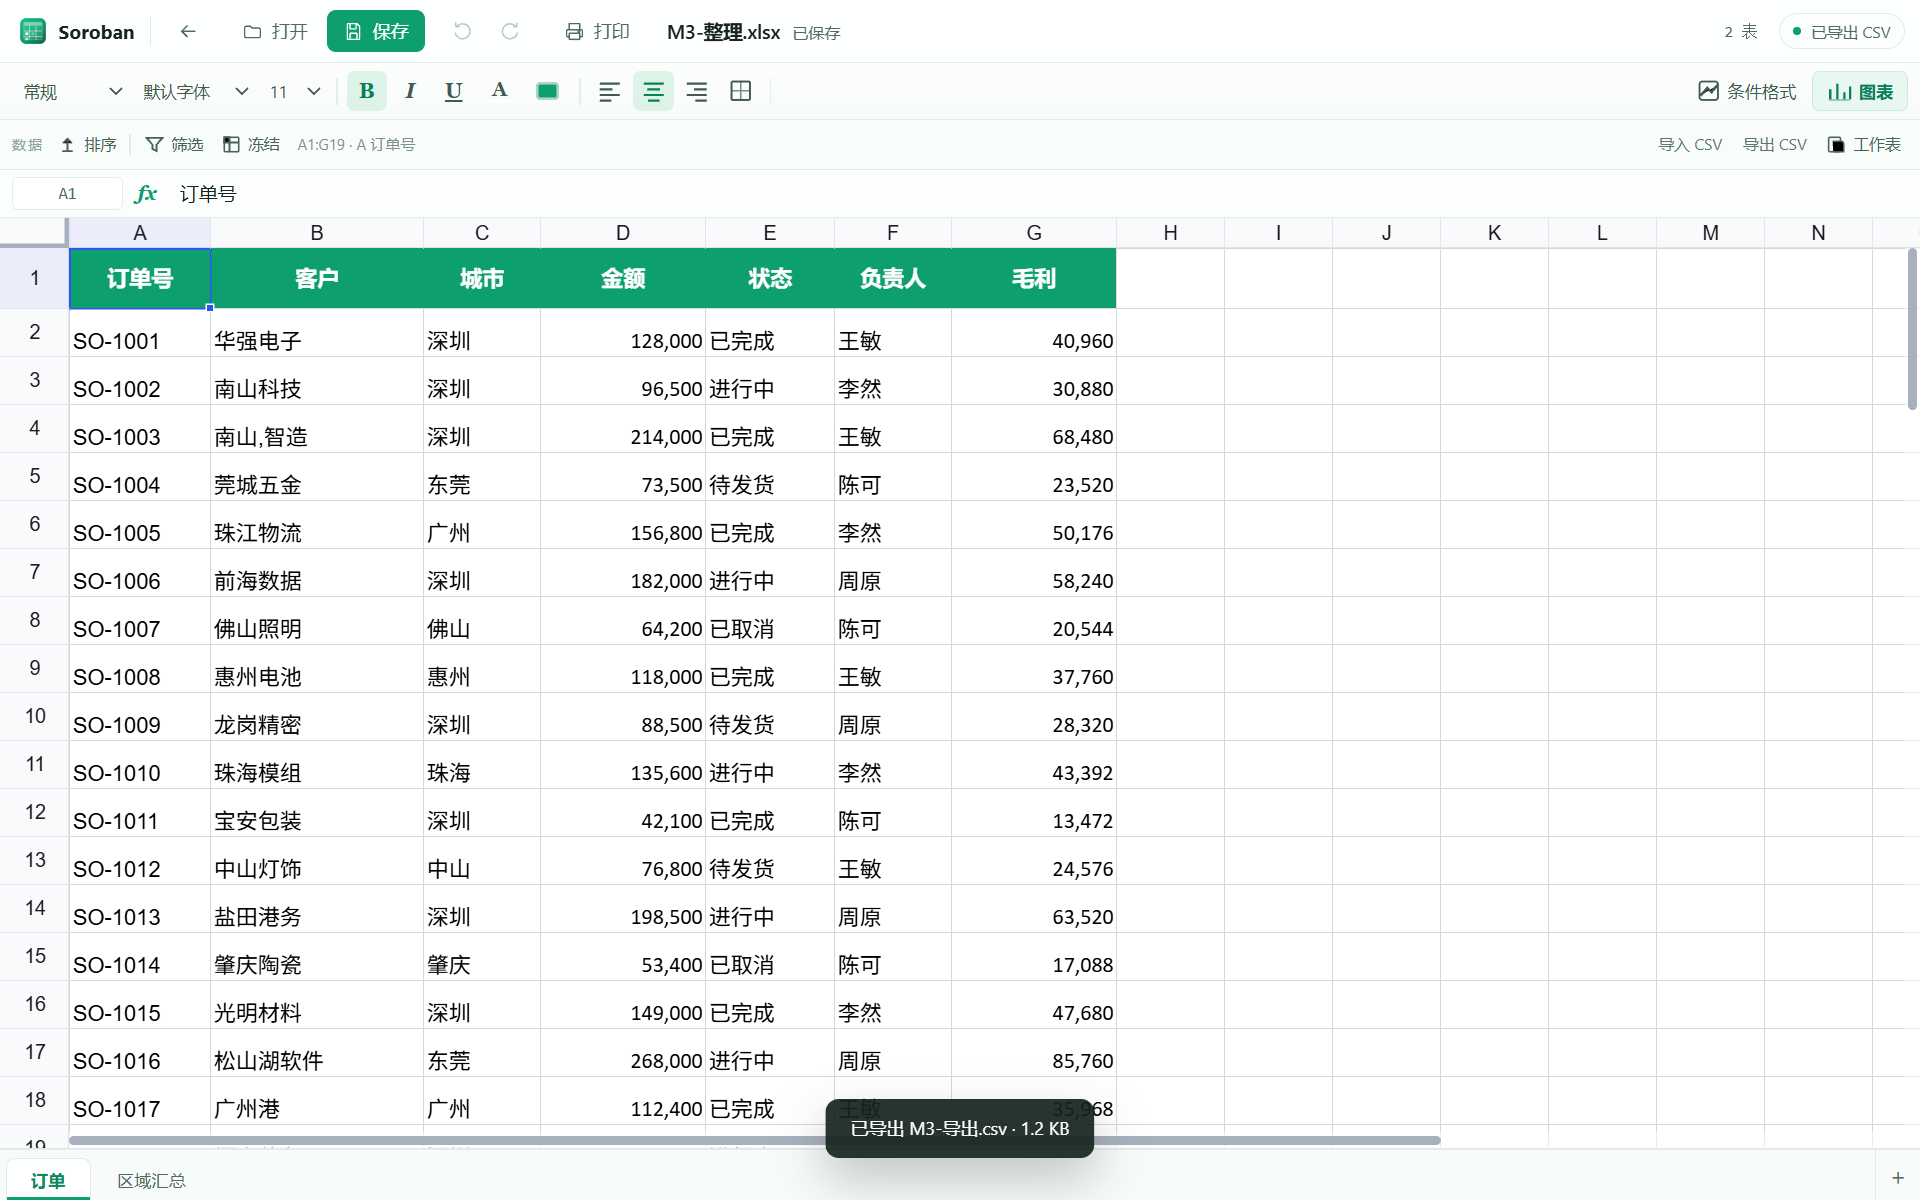 Soroban
打开
保存
打印
M3-整理.xlsx 已保存
2 表
已导出 CSV
常规
默认字体
11
B I U A
条件格式
图表
数据 排序 筛选 冻结 A1:G19 · A 订单号
导入 CSV 导出 CSV 工作表
A1 fx 订单号
A B C D E F G H I J K L M N
1 订单号 客户 城市 金额 状态 负责人 毛利
2 SO-1001 华强电子 深圳 128,000 已完成 王敏 40,960
3 SO-1002 南山科技 深圳 96,500 进行中 李然 30,880
4 SO-1003 南山,智造 深圳 214,000 已完成 王敏 68,480
5 SO-1004 莞城五金 东莞 73,500 待发货 陈可 23,520
6 SO-1005 珠江物流 广州 156,800 已完成 李然 50,176
7 SO-1006 前海数据 深圳 182,000 进行中 周原 58,240
8 SO-1007 佛山照明 佛山 64,200 已取消 陈可 20,544
9 SO-1008 惠州电池 惠州 118,000 已完成 王敏 37,760
10 SO-1009 龙岗精密 深圳 88,500 待发货 周原 28,320
11 SO-1010 珠海模组 珠海 135,600 进行中 李然 43,392
12 SO-1011 宝安包装 深圳 42,100 已完成 陈可 13,472
13 SO-1012 中山灯饰 中山 76,800 待发货 王敏 24,576
14 SO-1013 盐田港务 深圳 198,500 进行中 周原 63,520
15 SO-1014 肇庆陶瓷 肇庆 53,400 已取消 陈可 17,088
16 SO-1015 光明材料 深圳 149,000 已完成 李然 47,680
17 SO-1016 松山湖软件 东莞 268,000 进行中 周原 85,760
18 SO-1017 广州港 广州 112,400 已完成 王敏 35,968
19
已导出 M3-导出.csv · 1.2 KB
订单 区域汇总